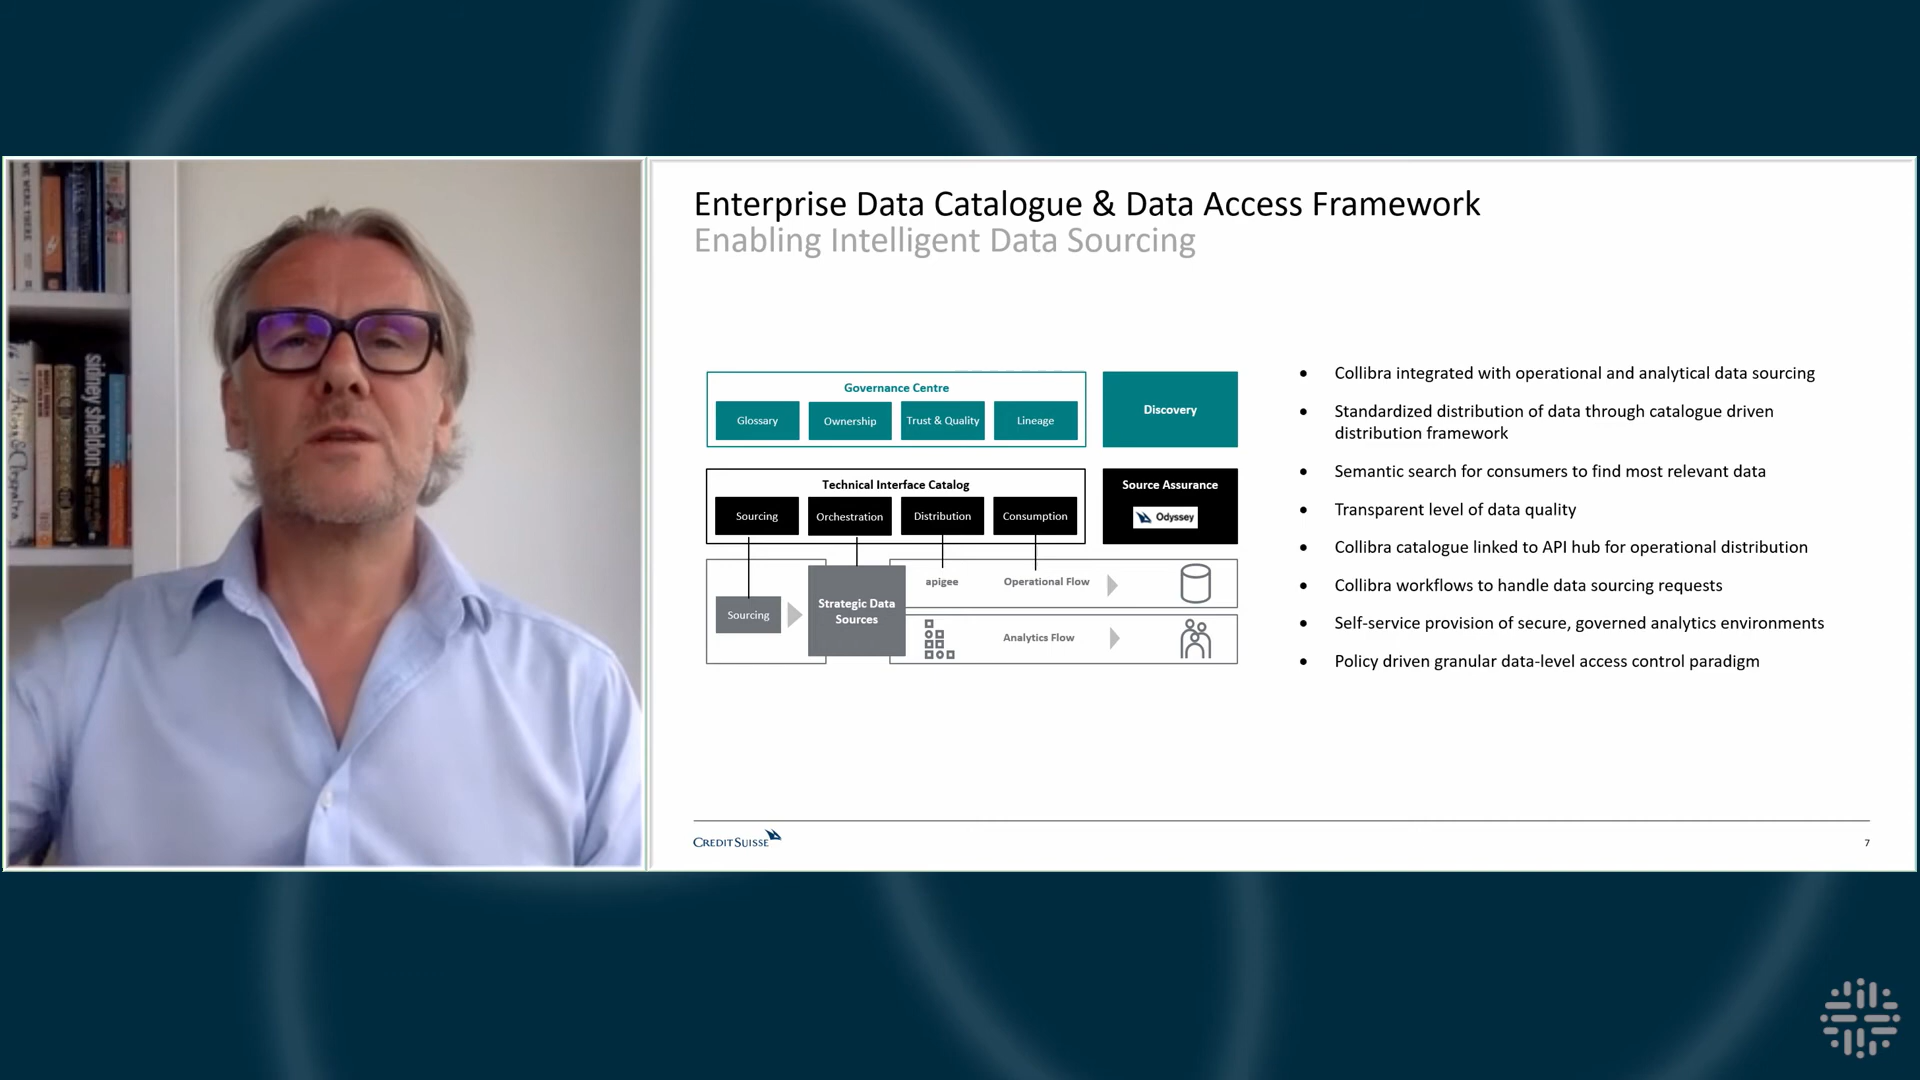 WE WERE THERE
sidney sheldon
Enterprise Data Catalogue & Data Access Framework
Enabling Intelligent Data Sourcing
Governance Centre
Glossary
Ownership
Trust & Quality
Lineage
Discovery
Technical Interface Catalog
Sourcing
Orchestration
Distribution
Consumption
Source Assurance
Odyssey
Sourcing
Strategic Data
Sources
apigee
Operational Flow
Analytics Flow
• Collibra integrated with operational and analytical data sourcing
• Standardized distribution of data through catalogue driven
distribution framework
• Semantic search for consumers to find most relevant data
• Transparent level of data quality
• Collibra catalogue linked to API hub for operational distribution
• Collibra workflows to handle data sourcing requests
• Self-service provision of secure, governed analytics environments
• Policy driven granular data-level access control paradigm
CREDIT SUISSE
7